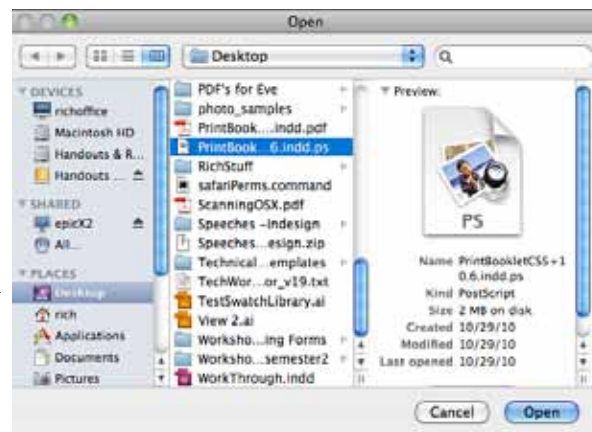 Open
Desktop
DEVICES
richoffice
Macintosh HD
Handouts & R...
Handouts ...
SHARED
epicX2
All...
PLACES
Desktop
rich
Applications
Documents
Pictures
PDF's for Eve
photo_samples
PrintBook....indd.pdf
PrintBook...6.indd.ps
RichStuff
safariPerms.command
ScanningOSX.pdf
Speeches -indesign
Speeches...esign.zip
Technical...emplates
TechWor...or_v19.txt
TestSwatchLibrary.ai
View 2.ai
Worksho...ing Forms
Worksho...semester2
WorkThrough.indd
Preview:
PS
Name PrintBookletCSS+1
0.6.indd.ps
Kind PostScript
Size 2 MB on disk
Created 10/29/10
Modified 10/29/10
Last opened 10/29/10
Cancel
Open